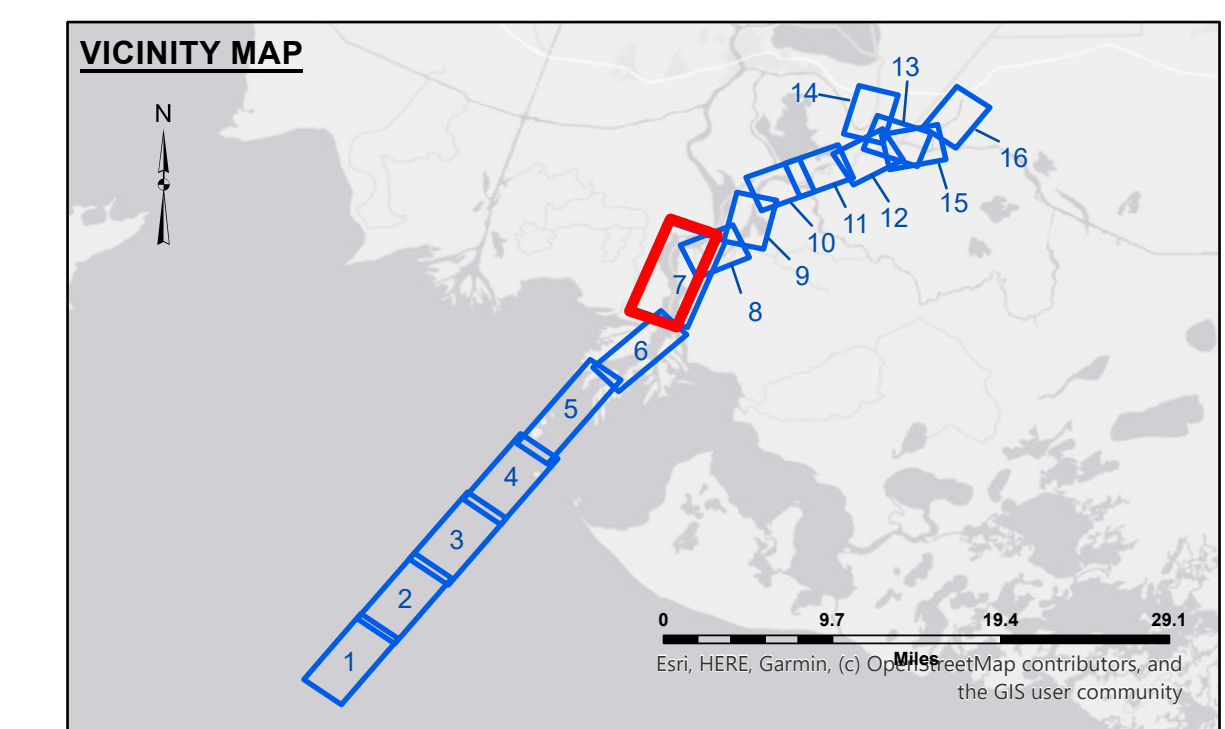 VICINITY MAP
N
13
14
16
15
12
11
10
9
7
8
6
5
4
3
2
1
0 9.7 19.4 29.1
Miles
Esri, HERE, Garmin, (c) OpenStreetMap contributors, and
the GIS user community